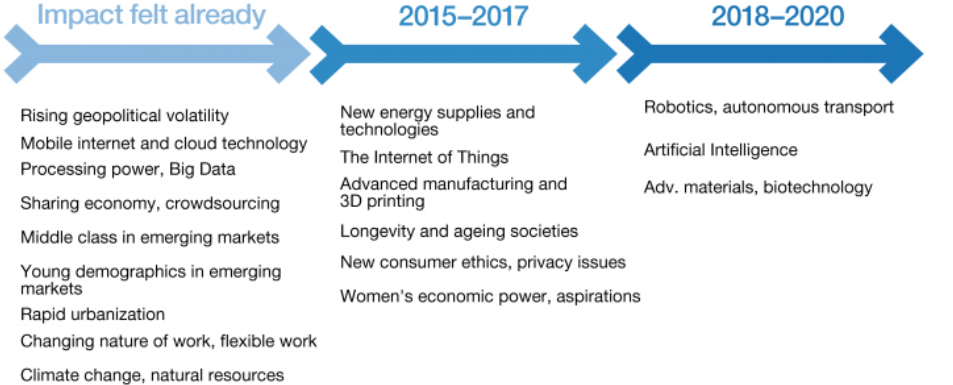 Impact felt already
2015–2017
2018–2020
Rising geopolitical volatility
Mobile internet and cloud technology
Processing power, Big Data
Sharing economy, crowdsourcing
Middle class in emerging markets
Young demographics in emerging
markets
Rapid urbanization
Changing nature of work, flexible work
Climate change, natural resources
New energy supplies and
technologies
The Internet of Things
Advanced manufacturing and
3D printing
Longevity and ageing societies
New consumer ethics, privacy issues
Women's economic power, aspirations
Robotics, autonomous transport
Artificial Intelligence
Adv. materials, biotechnology